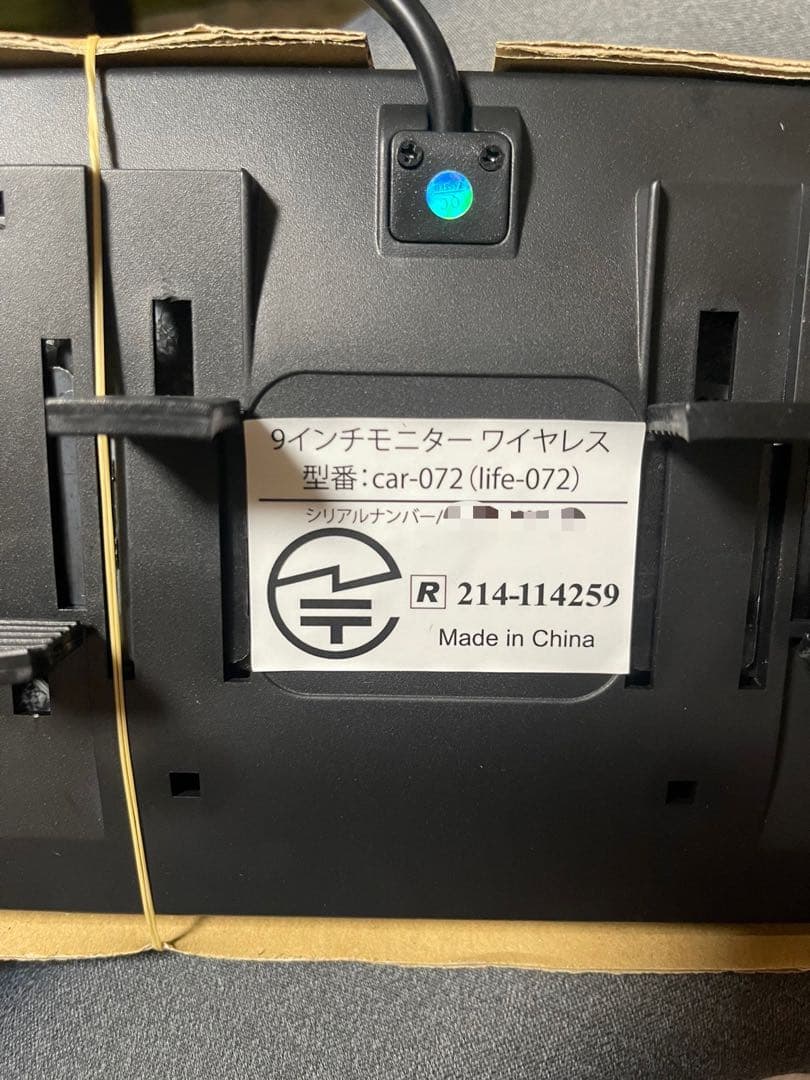 9インチモニター ワイヤレス
型番：car-072（life-072）
シリアルナンバー/
R 214-114259
Made in China